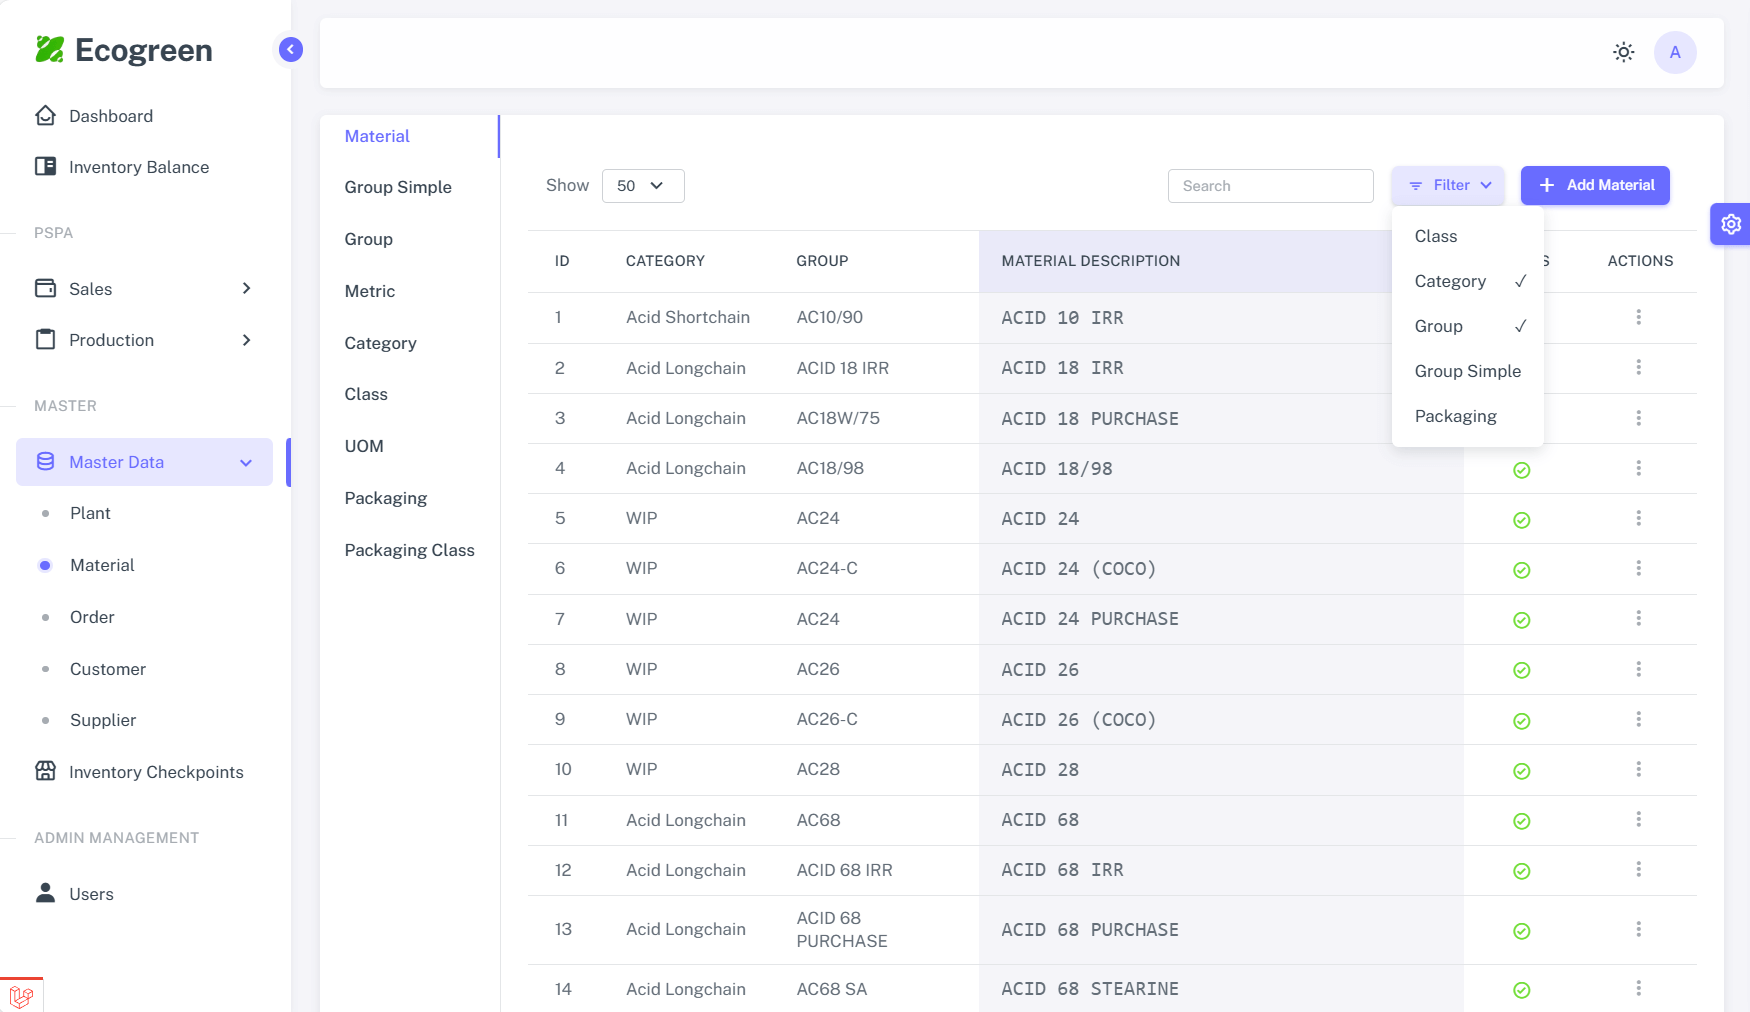 Ecogreen
A
Dashboard
Inventory Balance
PSPA
Sales
Production
MASTER
Master Data
Plant
Material
Order
Customer
Supplier
Inventory Checkpoints
ADMIN MANAGEMENT
Users
Material
Group Simple
Group
Metric
Category
Class
UOM
Packaging
Packaging Class
Show 50 Search Filter Add Material
Class
Category ✓
Group ✓
Group Simple
Packaging
ID CATEGORY GROUP MATERIAL DESCRIPTION S ACTIONS
1 Acid Shortchain AC10/90 ACID 10 IRR
2 Acid Longchain ACID 18 IRR ACID 18 IRR
3 Acid Longchain AC18W/75 ACID 18 PURCHASE
4 Acid Longchain AC18/98 ACID 18/98
5 WIP AC24 ACID 24
6 WIP AC24-C ACID 24 (COCO)
7 WIP AC24 ACID 24 PURCHASE
8 WIP AC26 ACID 26
9 WIP AC26-C ACID 26 (COCO)
10 WIP AC28 ACID 28
11 Acid Longchain AC68 ACID 68
12 Acid Longchain ACID 68 IRR ACID 68 IRR
13 Acid Longchain ACID 68 PURCHASE ACID 68 PURCHASE
14 Acid Longchain AC68 SA ACID 68 STEARINE